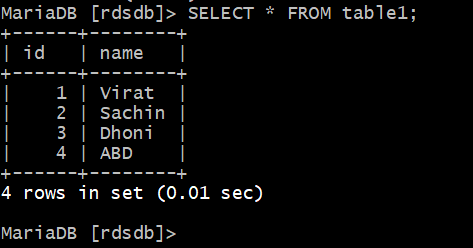 MariaDB [rdsdb]> SELECT * FROM table1;
+------+--------+
| id   | name   |
+------+--------+
|    1 | Virat  |
|    2 | Sachin |
|    3 | Dhoni  |
|    4 | ABD    |
+------+--------+
4 rows in set (0.01 sec)
MariaDB [rdsdb]>